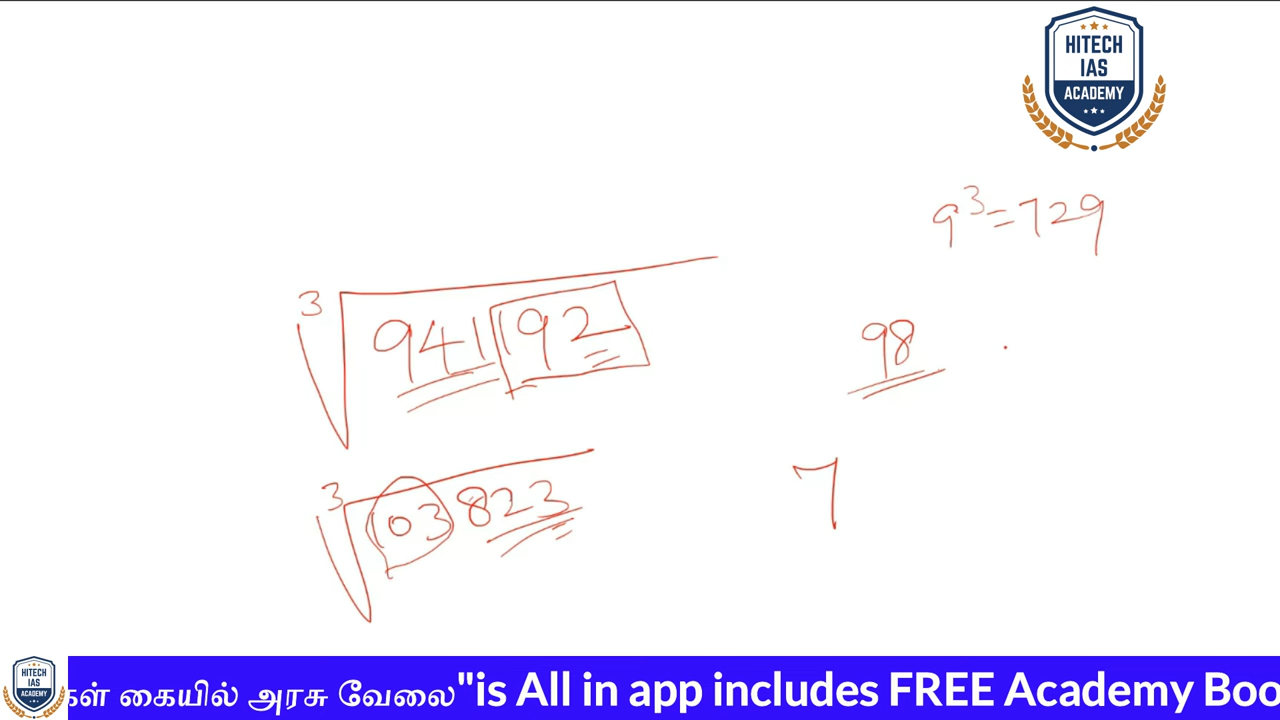 HITECH
IAS
ACADEMY
9³=729
³√941192
98
³√103823
7
HITECH
IAS
ACADEMY
கள் கையில் அரசு வேலை"is All in app includes FREE Academy Boo